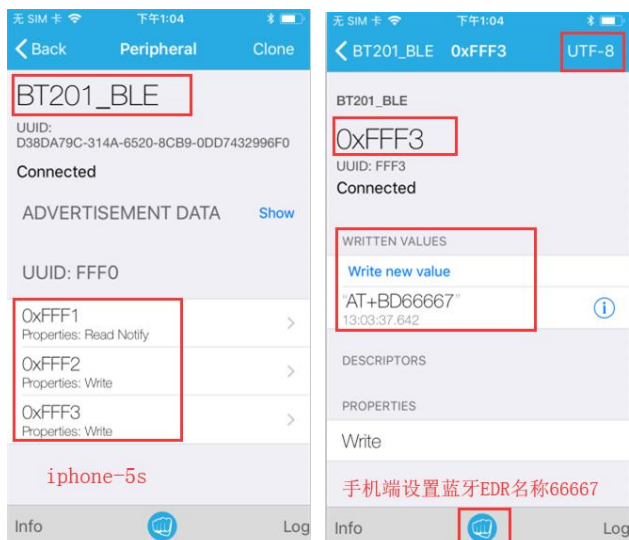 无 SIM 卡
下午1:04
Back
Peripheral
Clone
BT201_BLE
UUID:
D38DA79C-314A-6520-8CB9-0DD7432996F0
Connected
ADVERTISEMENT DATA
Show
UUID: FFF0
0xFFF1
Properties: Read Notify
0xFFF2
Properties: Write
0xFFF3
Properties: Write
iphone-5s
Info
Log
无 SIM 卡
下午1:04
BT201_BLE
0xFFF3
UTF-8
BT201_BLE
0xFFF3
UUID: FFF3
Connected
WRITTEN VALUES
Write new value
"AT+BD66667"
13:03:37.642
DESCRIPTORS
PROPERTIES
Write
手机端设置蓝牙EDR名称66667
Info
Log